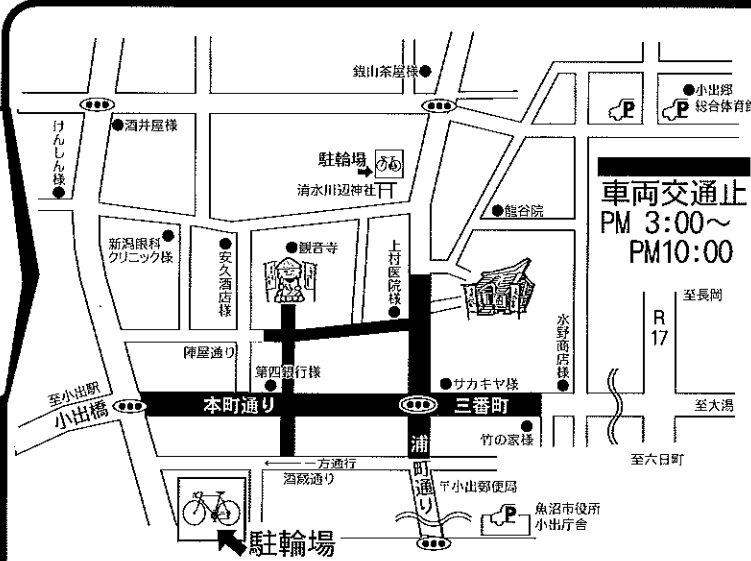 銀山茶屋様
小出郷
総合体育館
P
P
けんしん様
酒井屋様
駐輪場
清水川辺神社
車両交通止
PM 3:00〜
PM10:00
龍谷院
新潟眼科
クリニック様
安久酒店様
観音寺
上村医院様
水野商店様
至長岡
R
17
陣屋通り
第四銀行様
サカキヤ様
至小出駅
小出橋
本町通り
三番町
至大湯
竹の家様
浦町通り
一方通行
酒蔵通り
至六日町
〒小出郵便局
P
魚沼市役所
小出庁舎
駐輪場